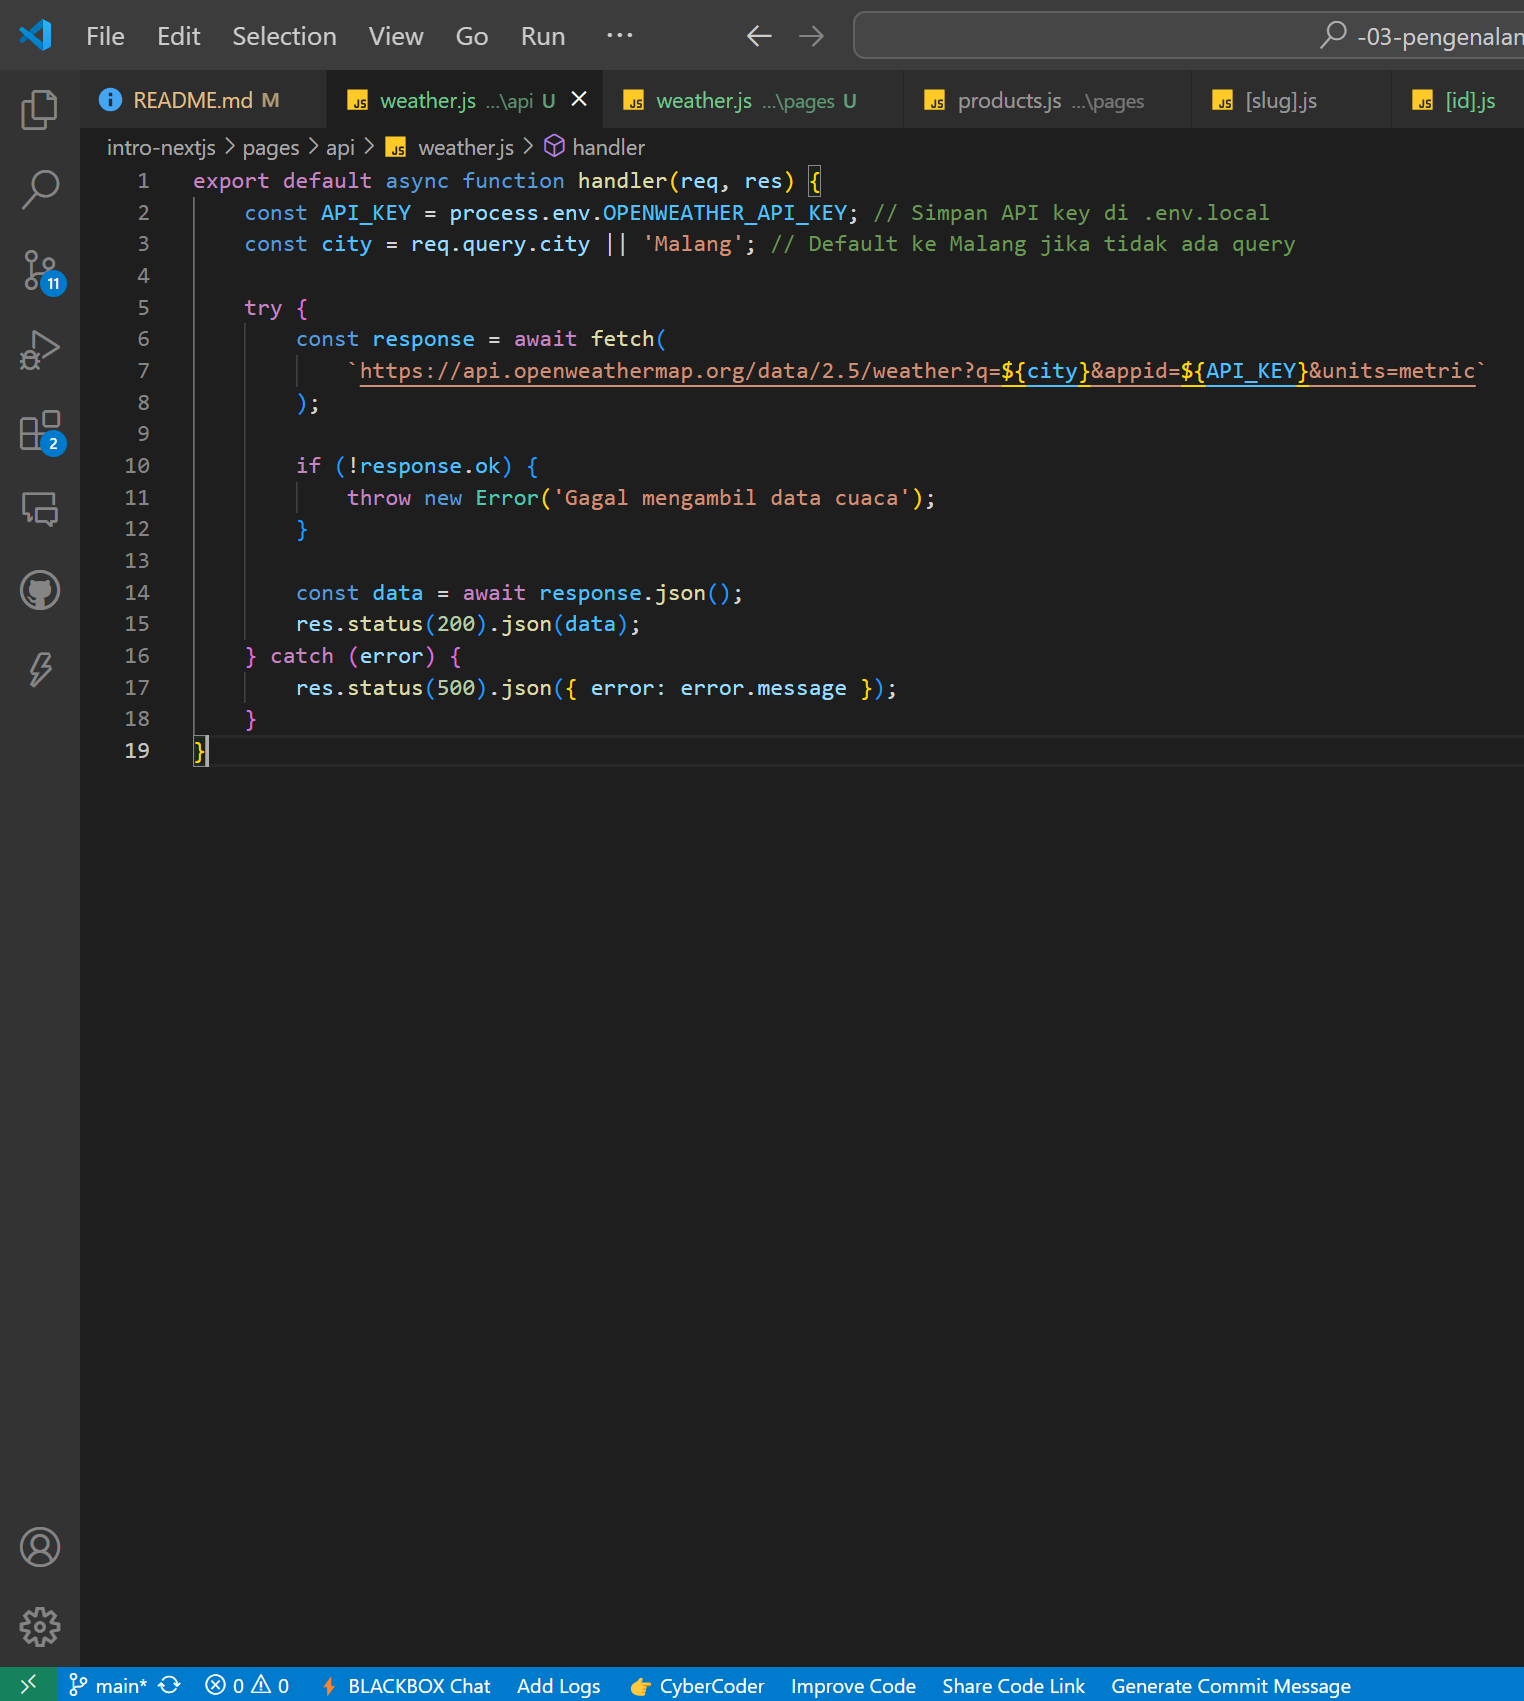 File Edit Selection View Go Run ··· -03-pengenalan
README.md M weather.js ...\api U weather.js ...\pages U products.js ...\pages [slug].js [id].js
intro-nextjs > pages > api > weather.js > handler
1 export default async function handler(req, res) {
2     const API_KEY = process.env.OPENWEATHER_API_KEY; // Simpan API key di .env.local
3     const city = req.query.city || 'Malang'; // Default ke Malang jika tidak ada query
4
5     try {
6         const response = await fetch(
7             `https://api.openweathermap.org/data/2.5/weather?q=${city}&appid=${API_KEY}&units=metric`
8         );
9
10         if (!response.ok) {
11             throw new Error('Gagal mengambil data cuaca');
12         }
13
14         const data = await response.json();
15         res.status(200).json(data);
16     } catch (error) {
17         res.status(500).json({ error: error.message });
18     }
19 }
11
2
main* 0 0 BLACKBOX Chat Add Logs CyberCoder Improve Code Share Code Link Generate Commit Message